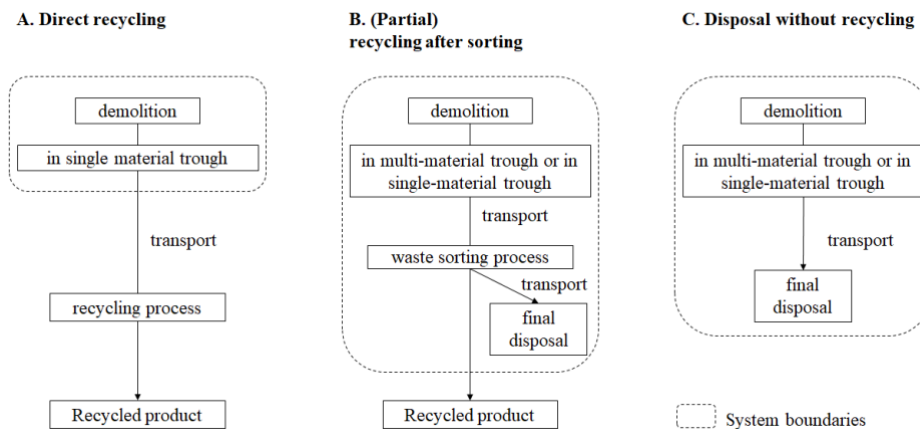 A. Direct recycling
demolition
in single material trough
transport
recycling process
Recycled product
B. (Partial)
recycling after sorting
demolition
in multi-material trough or in
single-material trough
transport
waste sorting process
transport
final
disposal
Recycled product
C. Disposal without recycling
demolition
in multi-material trough or in
single-material trough
transport
final
disposal
System boundaries